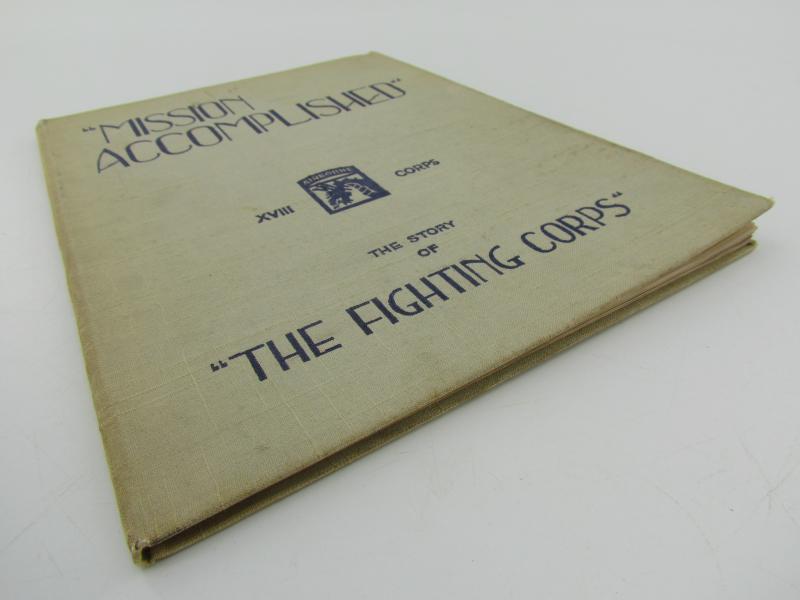 "MISSION
ACCOMPLISHED"
AIRBORNE
XVIII CORPS
THE STORY
OF
"THE FIGHTING CORPS"